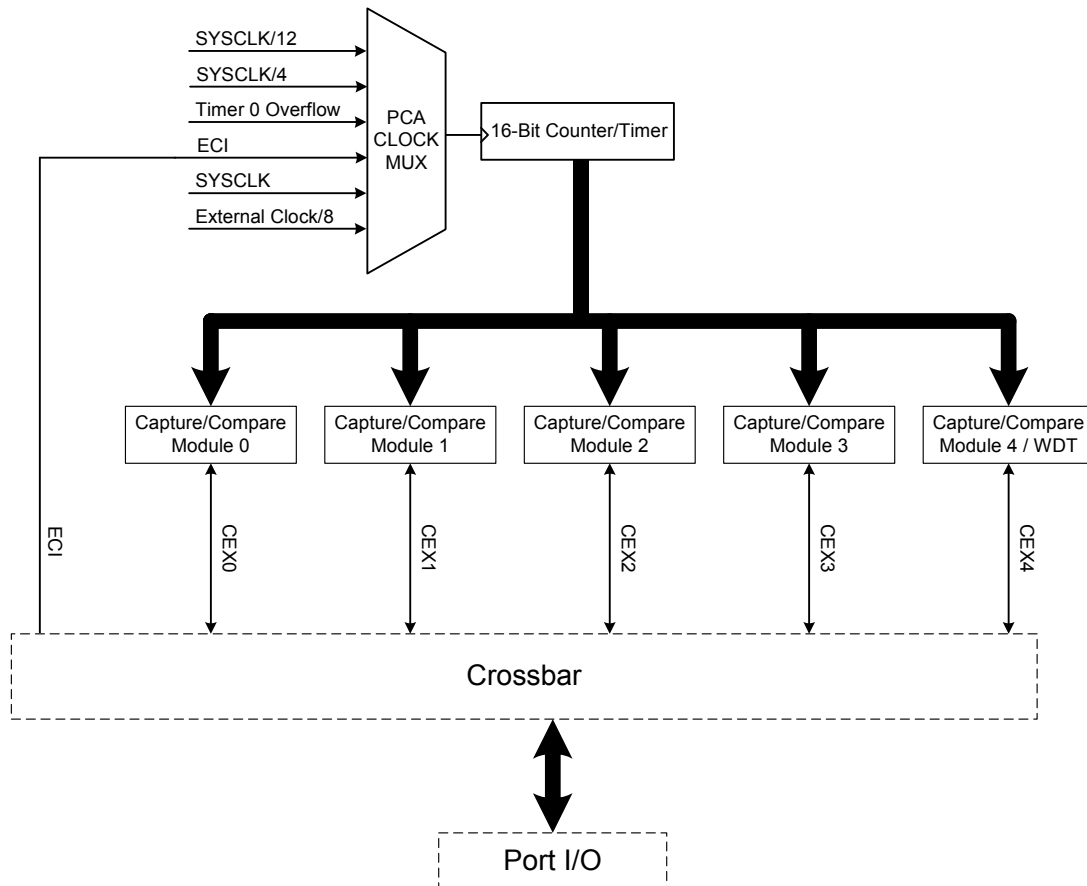 SYSCLK/12
SYSCLK/4
Timer 0 Overflow
ECI
SYSCLK
External Clock/8
PCA
CLOCK
MUX
16-Bit Counter/Timer
Capture/Compare
Module 0
Capture/Compare
Module 1
Capture/Compare
Module 2
Capture/Compare
Module 3
Capture/Compare
Module 4 / WDT
ECI
CEX0
CEX1
CEX2
CEX3
CEX4
Crossbar
Port I/O